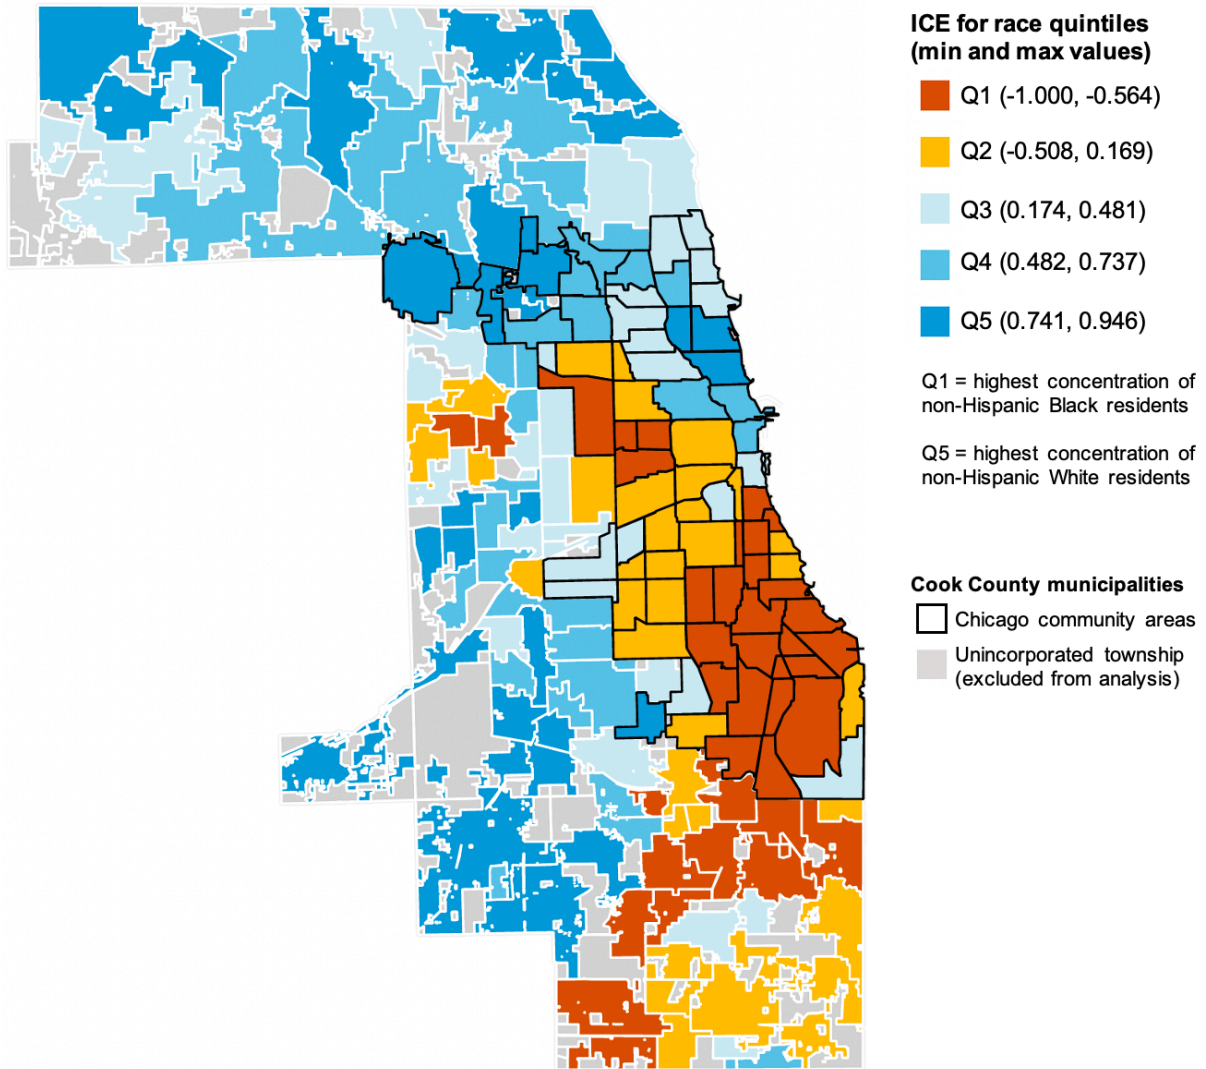 ICE for race quintiles
(min and max values)
Q1 (-1.000, -0.564)
Q2 (-0.508, 0.169)
Q3 (0.174, 0.481)
Q4 (0.482, 0.737)
Q5 (0.741, 0.946)
Q1 = highest concentration of
non-Hispanic Black residents
Q5 = highest concentration of
non-Hispanic White residents
Cook County municipalities
Chicago community areas
Unincorporated township
(excluded from analysis)